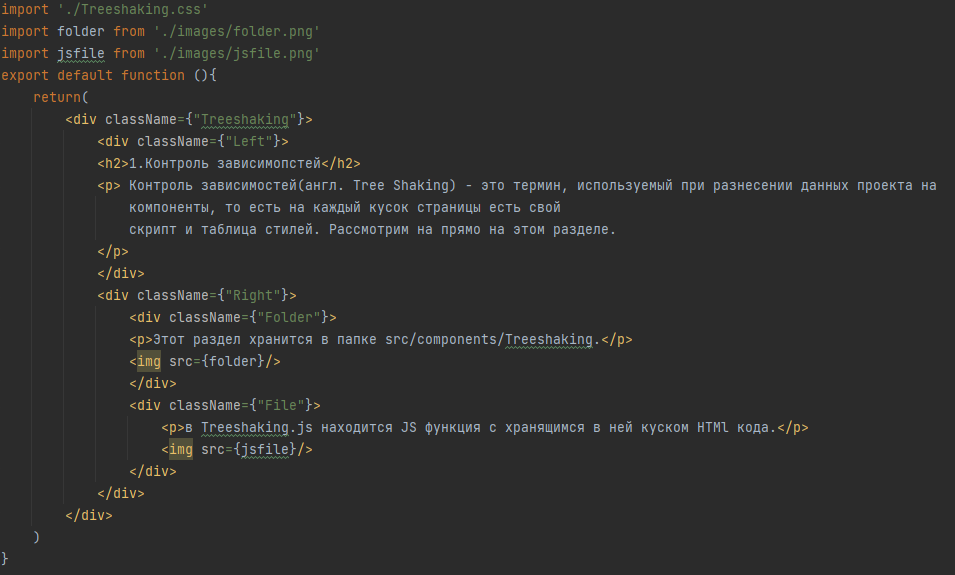 import './Treeshaking.css'
import folder from './images/folder.png'
import jsfile from './images/jsfile.png'
export default function (){
    return(
        <div className={"Treeshaking"}>
            <div className={"Left"}>
            <h2>1.Контроль зависимопстей</h2>
            <p> Контроль зависимостей(англ. Tree Shaking) - это термин, используемый при разнесении данных проекта на
                компоненты, то есть на каждый кусок страницы есть свой
                скрипт и таблица стилей. Рассмотрим на прямо на этом разделе.
            </p>
            </div>
            <div className={"Right"}>
                <div className={"Folder"}>
                <p>Этот раздел хранится в папке src/components/Treeshaking.</p>
                <img src={folder}/>
                </div>
                <div className={"File"}>
                    <p>в Treeshaking.js находится JS функция с хранящимся в ней куском HTMl кода.</p>
                    <img src={jsfile}/>
                </div>
            </div>
        </div>
    )
}